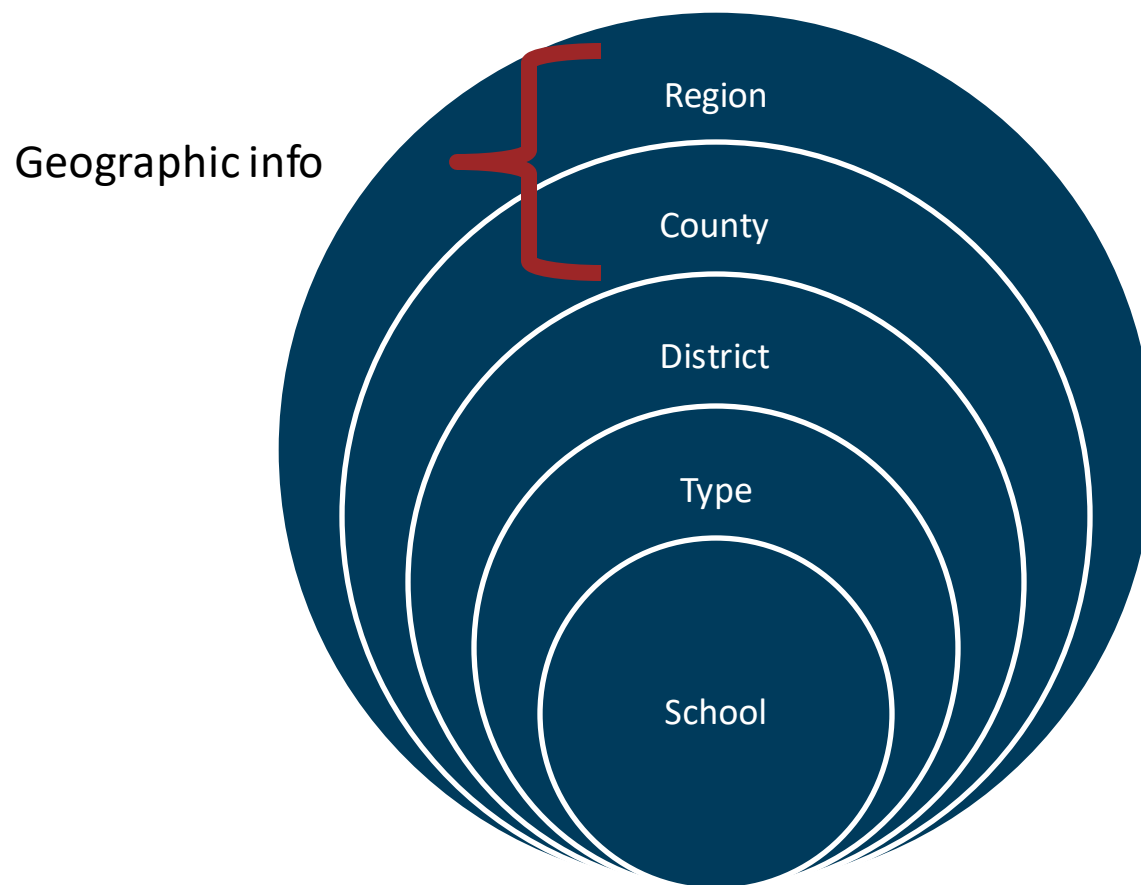 Region
Geographic info
County
District
Type
School